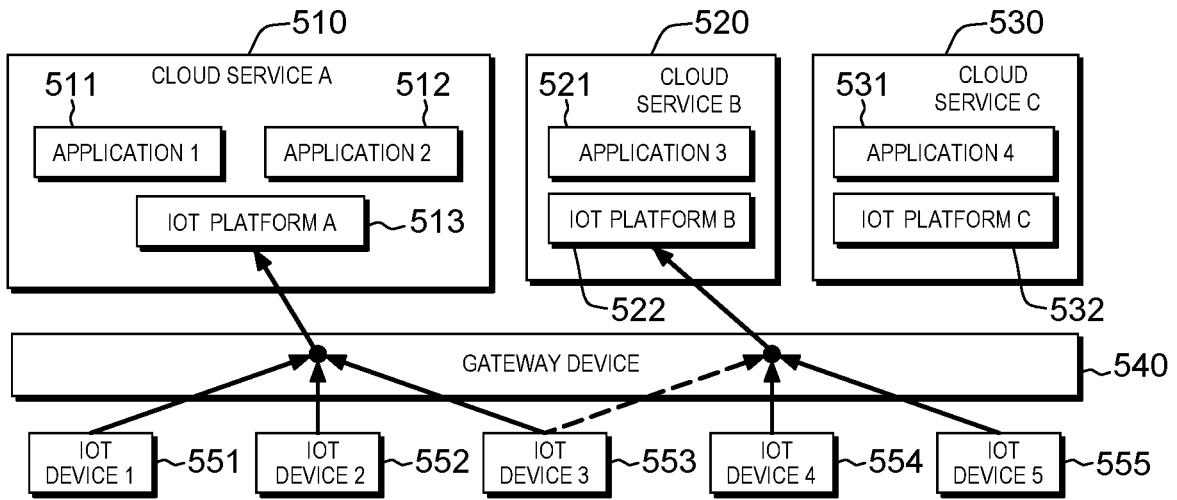 510
520
530
CLOUD SERVICE A
CLOUD
SERVICE B
CLOUD
SERVICE C
511
512
521
531
APPLICATION 1
APPLICATION 2
APPLICATION 3
APPLICATION 4
IOT PLATFORM A
513
IOT PLATFORM B
IOT PLATFORM C
522
532
GATEWAY DEVICE
540
IOT
DEVICE 1
551
IOT
DEVICE 2
552
IOT
DEVICE 3
553
IOT
DEVICE 4
554
IOT
DEVICE 5
555